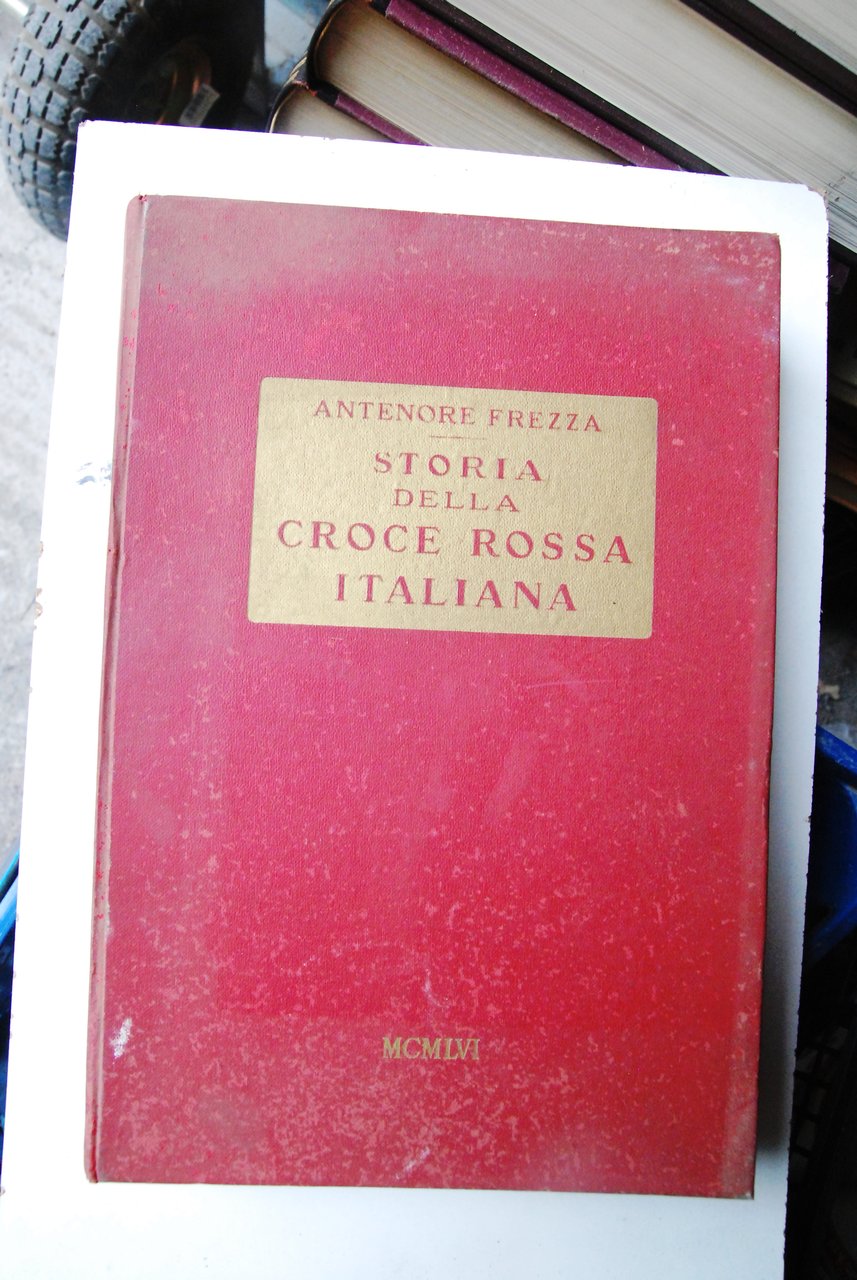 ANTENORE FREZZA
STORIA
DELLA
CROCE ROSSA
ITALIANA
MCMLVI